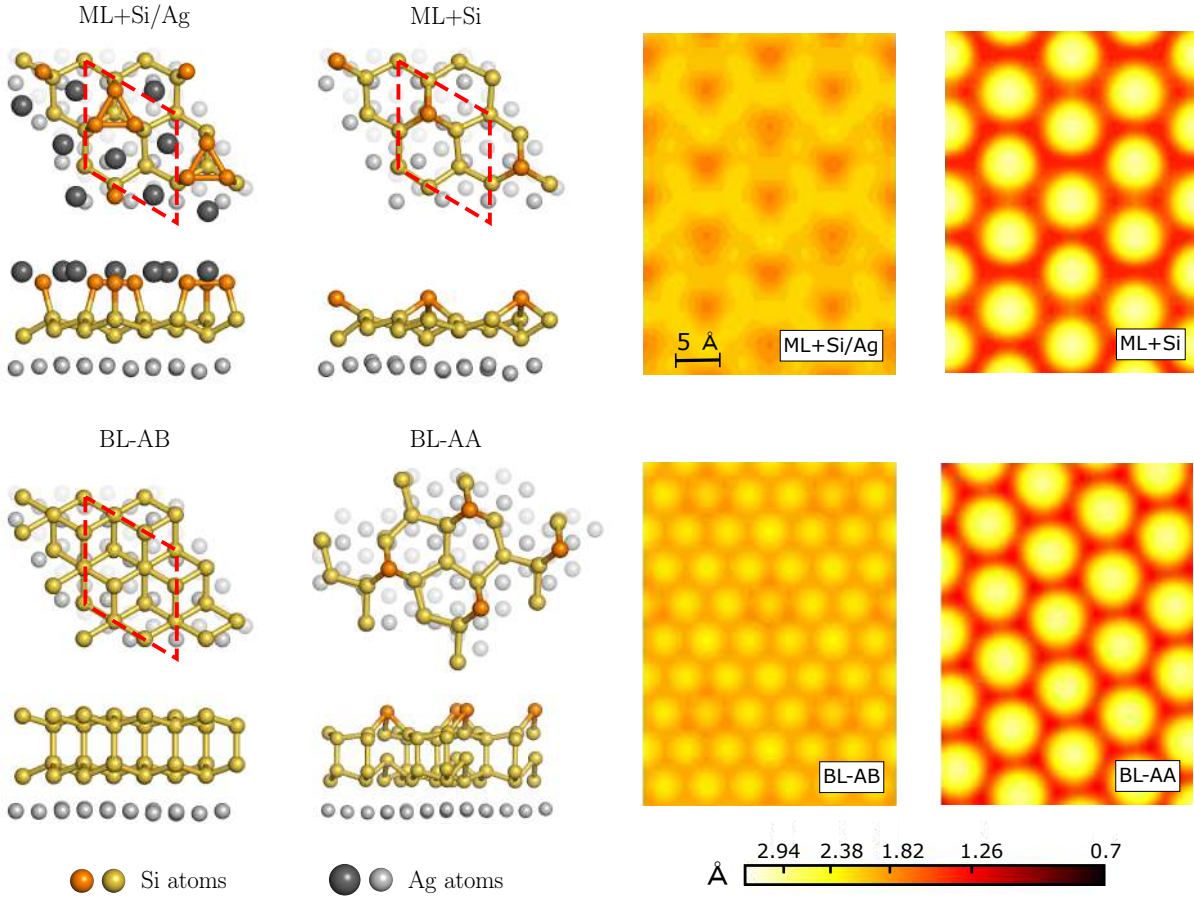 ML+Si/Ag
ML+Si
5 Å
ML+Si/Ag
ML+Si
BL-AB
BL-AA
BL-AB
BL-AA
Å
2.94 2.38 1.82 1.26 0.7
Si atoms
Ag atoms